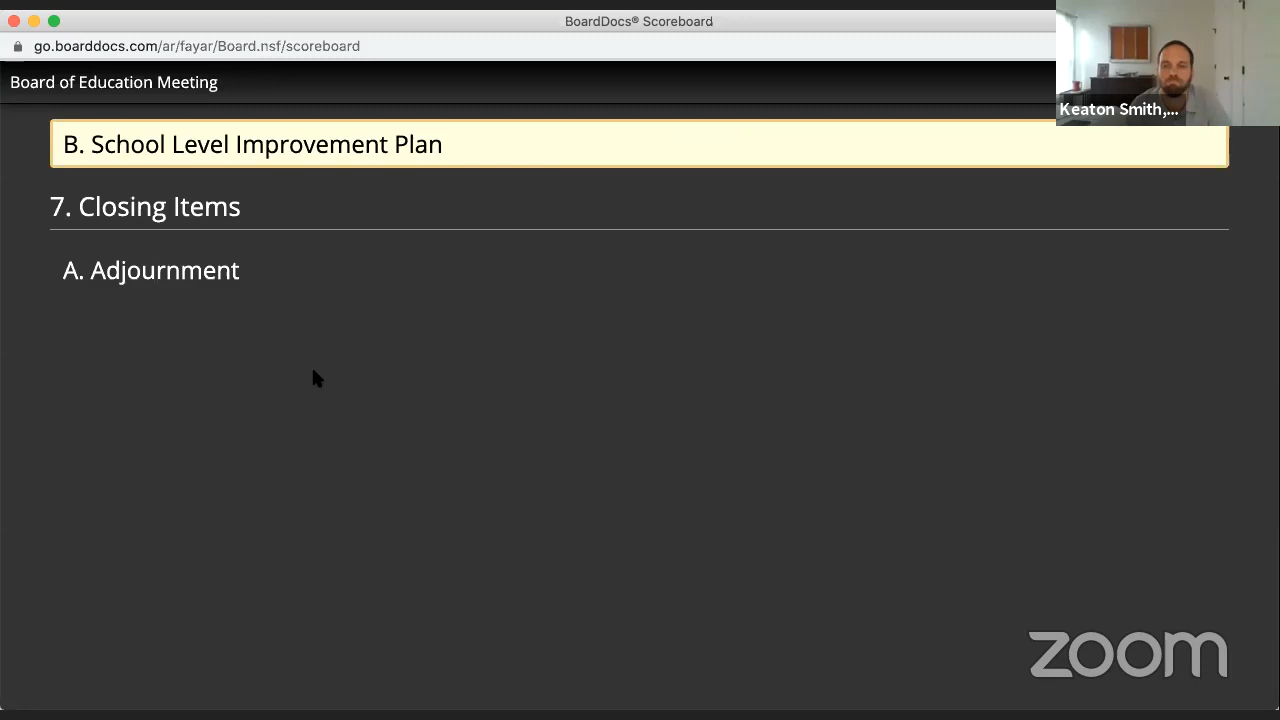 BoardDocs® Scoreboard
go.boarddocs.com/ar/fayar/Board.nsf/scoreboard
Board of Education Meeting
Keaton Smith,...
B. School Level Improvement Plan
7. Closing Items
A. Adjournment
zoom